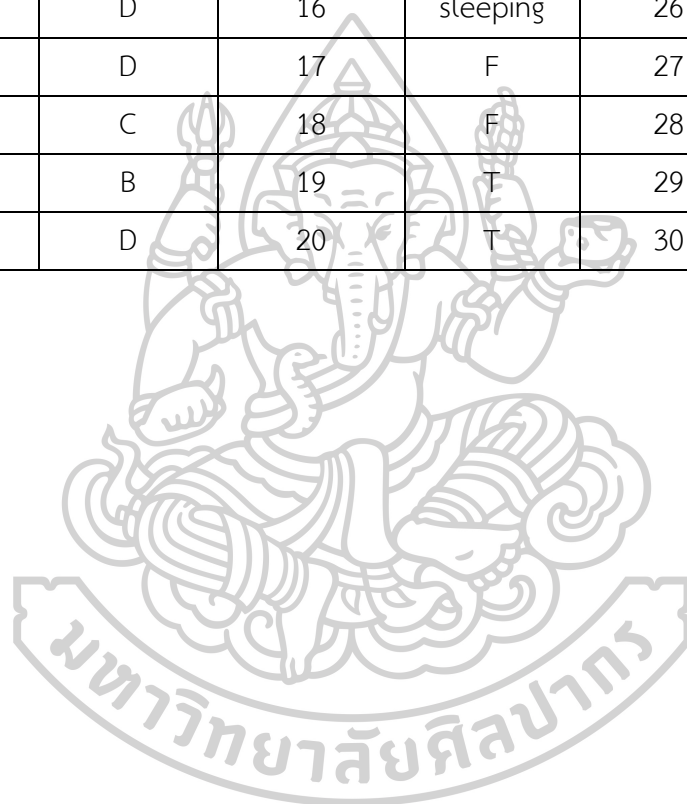 D 16 sleeping 26
D 17 F 27
C 18 F 28
B 19 T 29
D 20 T 30
มหาวิทยาลัยศิลปากร